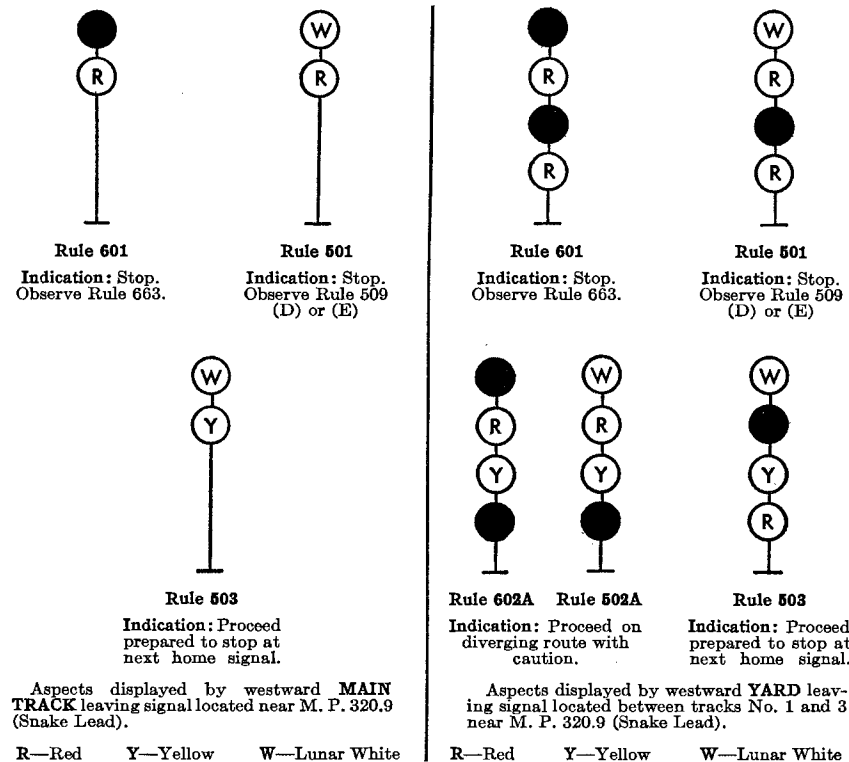 R
W
R
Rule 601
Indication: Stop.
Observe Rule 663.
Rule 501
Indication: Stop.
Observe Rule 509
(D) or (E)
W
Y
Rule 503
Indication: Proceed
prepared to stop at
next home signal.
Aspects displayed by westward MAIN
TRACK leaving signal located near M. P. 320.9
(Snake Lead).
R—Red Y—Yellow W—Lunar White
R
R
W
R
R
Rule 601
Indication: Stop.
Observe Rule 663.
Rule 501
Indication: Stop.
Observe Rule 509
(D) or (E)
R
Y
W
R
Y
W
Y
R
Rule 602A Rule 502A
Indication: Proceed on
diverging route with
caution.
Rule 503
Indication: Proceed
prepared to stop at
next home signal.
Aspects displayed by westward YARD leav-
ing signal located between tracks No. 1 and 3
near M. P. 320.9 (Snake Lead).
R—Red Y—Yellow W—Lunar White